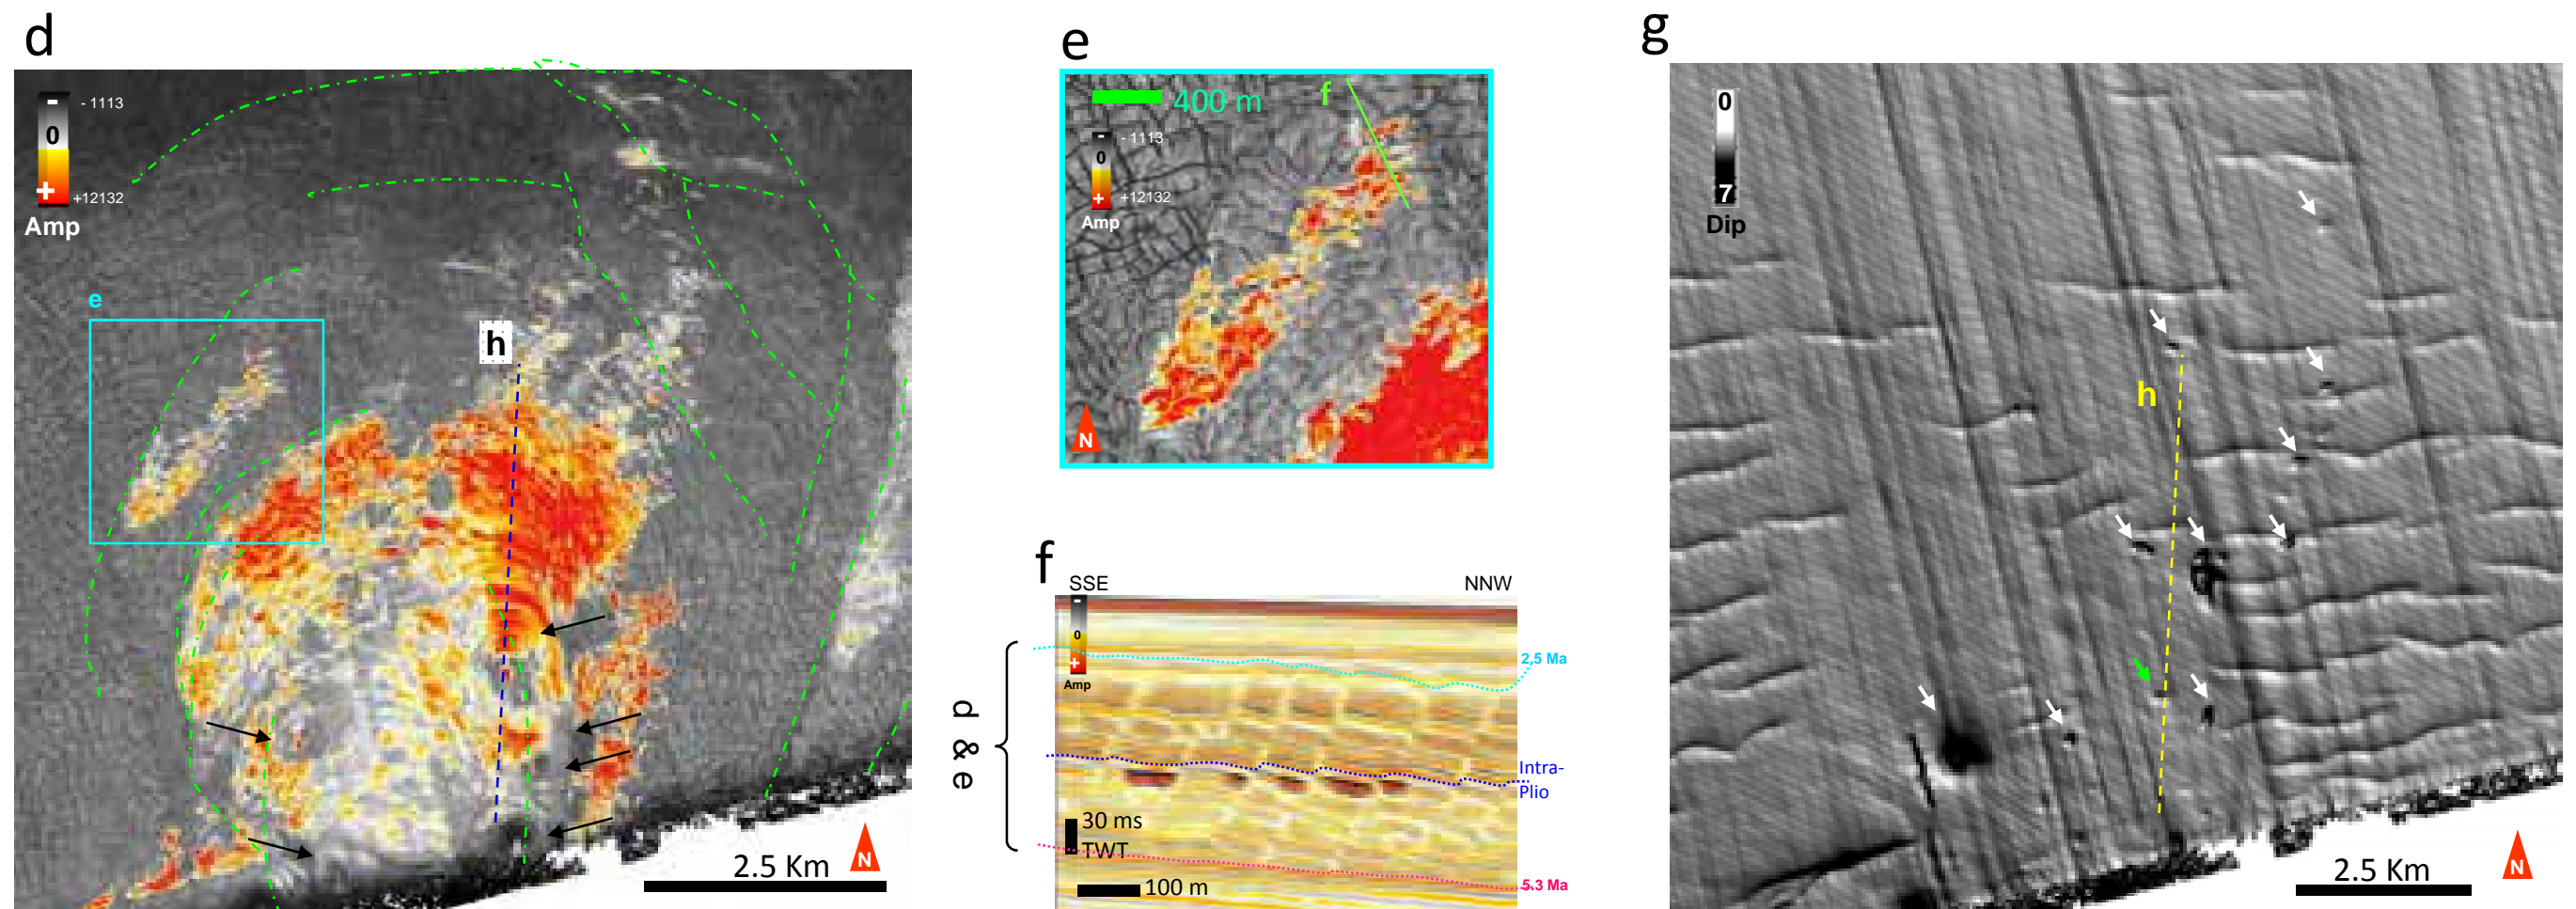 d
-
- 1113
0
+
+12132
Amp
e
h
2.5 Km
N
e
400 m
f
-
- 1113
0
+
+12132
Amp
N
f
SSE
NNW
-
0
+
Amp
2,5 Ma
Intra-
Plio
30 ms
TWT
5.3 Ma
100 m
d & e
g
0
7
Dip
h
2.5 Km
N